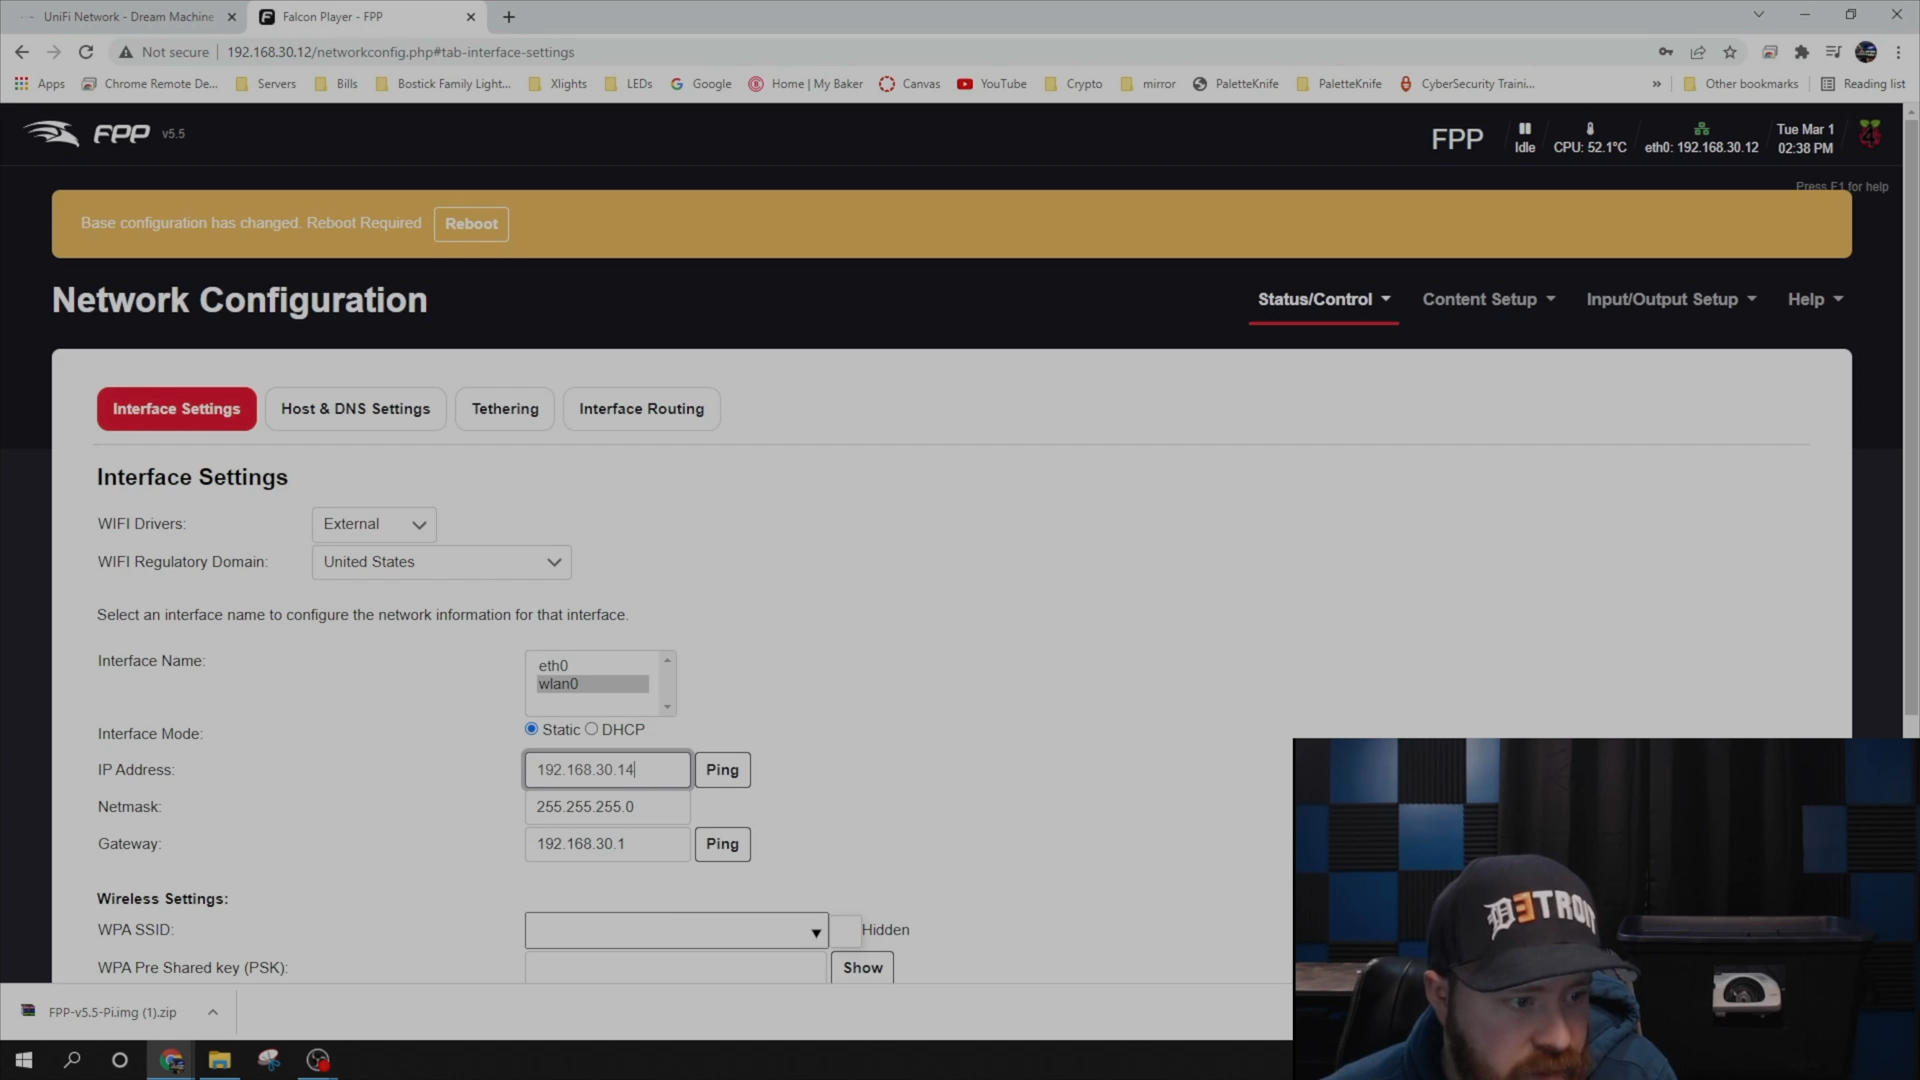 UniFi Network - Dream Machine
Falcon Player - FPP
Not secure
192.168.30.12/networkconfig.php#tab-interface-settings
Apps
Chrome Remote De...
Servers
Bills
Bostick Family Light...
Xlights
LEDs
Google
Home | My Baker
Canvas
YouTube
Crypto
mirror
PaletteKnife
PaletteKnife
CyberSecurity Traini...
»
Other bookmarks
Reading list
FPP v5.5
FPP
Idle
CPU: 52.1°C
eth0: 192.168.30.12
Tue Mar 1
02:38 PM
4
Press F1 for help
Base configuration has changed. Reboot Required
Reboot
Network Configuration
Status/Control
Content Setup
Input/Output Setup
Help
Interface Settings
Host & DNS Settings
Tethering
Interface Routing
Interface Settings
WIFI Drivers:
External
WIFI Regulatory Domain:
United States
Select an interface name to configure the network information for that interface.
Interface Name:
eth0
wlan0
Interface Mode:
Static
DHCP
IP Address:
192.168.30.14
Ping
Netmask:
255.255.255.0
Gateway:
192.168.30.1
Ping
Wireless Settings:
WPA SSID:
Hidden
WPA Pre Shared key (PSK):
Show
FPP-v5.5-Pi.img (1).zip
DETROIT